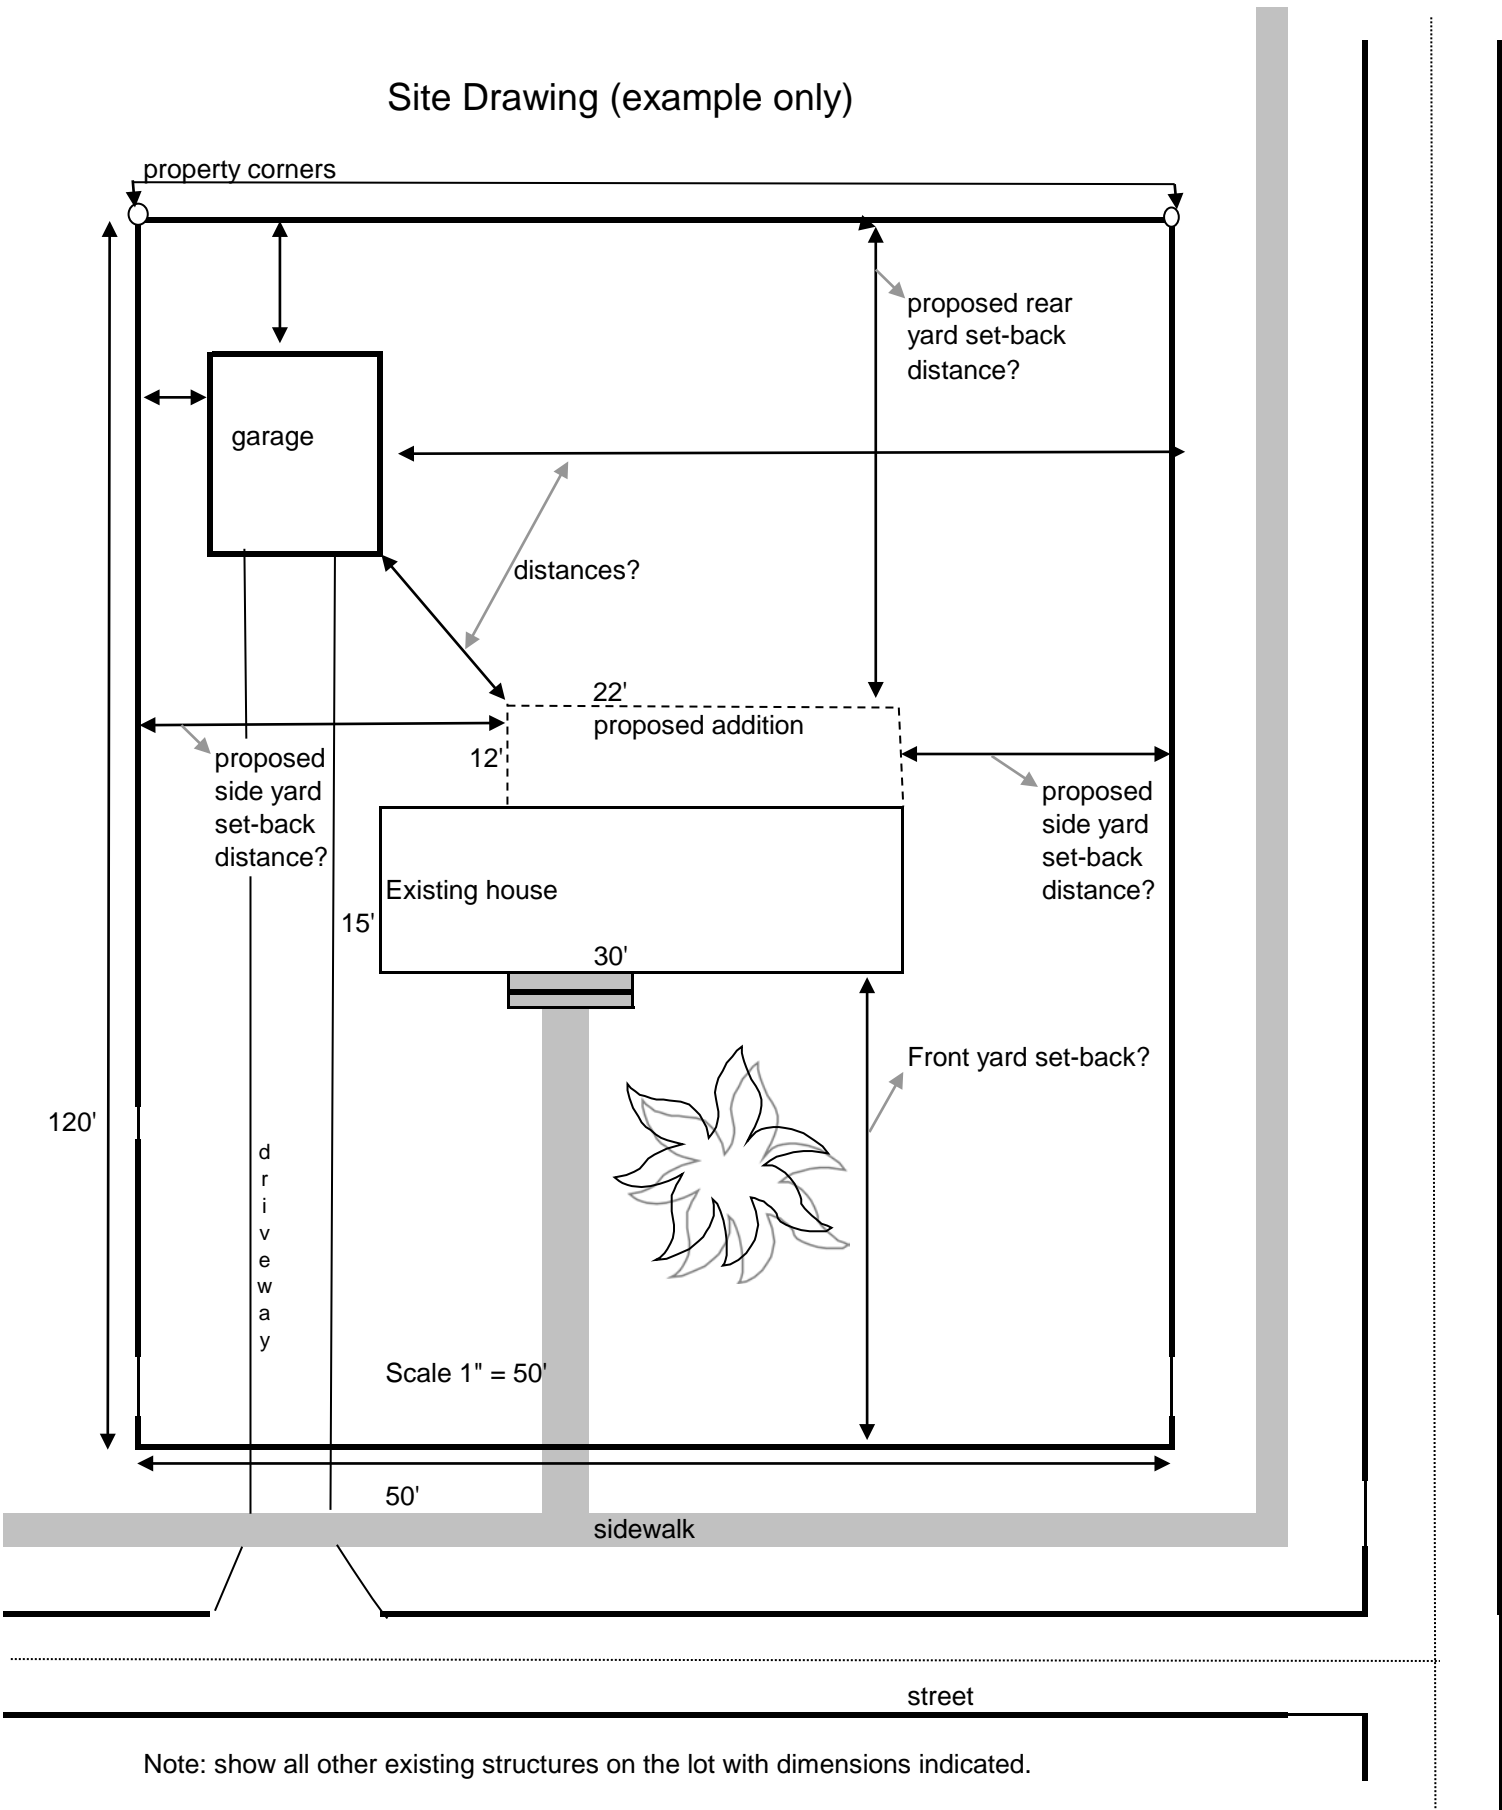 Site Drawing (example only)
property corners
proposed rear
yard set-back
distance?
garage
distances?
22'
proposed addition
12'
proposed
side yard
set-back
distance?
proposed
side yard
set-back
distance?
Existing house
15'
30'
Front yard set-back?
120'
driveway
Scale 1" = 50'
50'
sidewalk
street
Note: show all other existing structures on the lot with dimensions indicated.